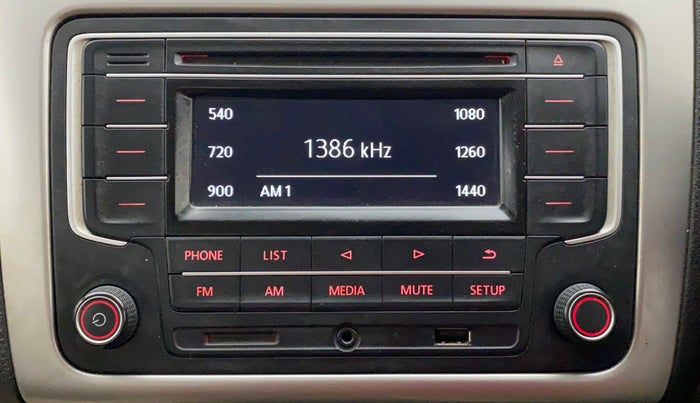 540 1080
720 1386 kHz 1260
900 AM 1 1440
PHONE LIST
FM AM MEDIA MUTE SETUP